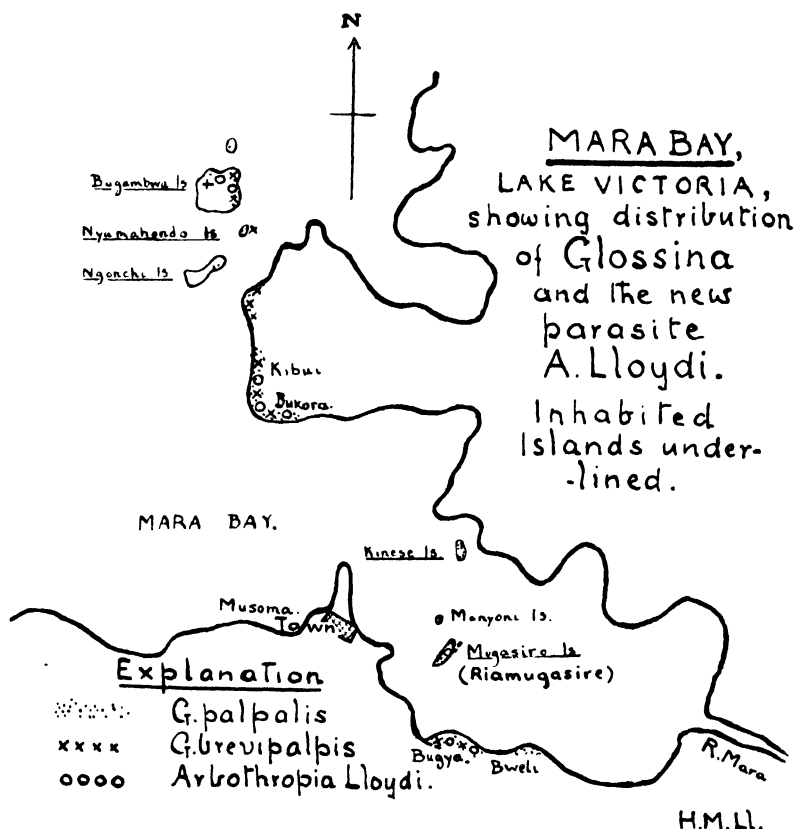 N
MARA BAY,
LAKE VICTORIA,
showing distribution
of Glossina
and the new
parasite
A. Lloydi.
Inhabited
Islands under-
-lined.
Bugambwa Is
Nyumahendo Is
Ngonchi Is
Kibui
Bukora.
MARA BAY.
Kinese Is.
Musoma.
Town
Manyoni Is.
Mugasiro Is
(Riamugasire)
Explanation
G. palpalis
G. brevipalpis
Arbothropia Lloydi.
Bugya.
Bweli
R. Mara
H.M.Ll.